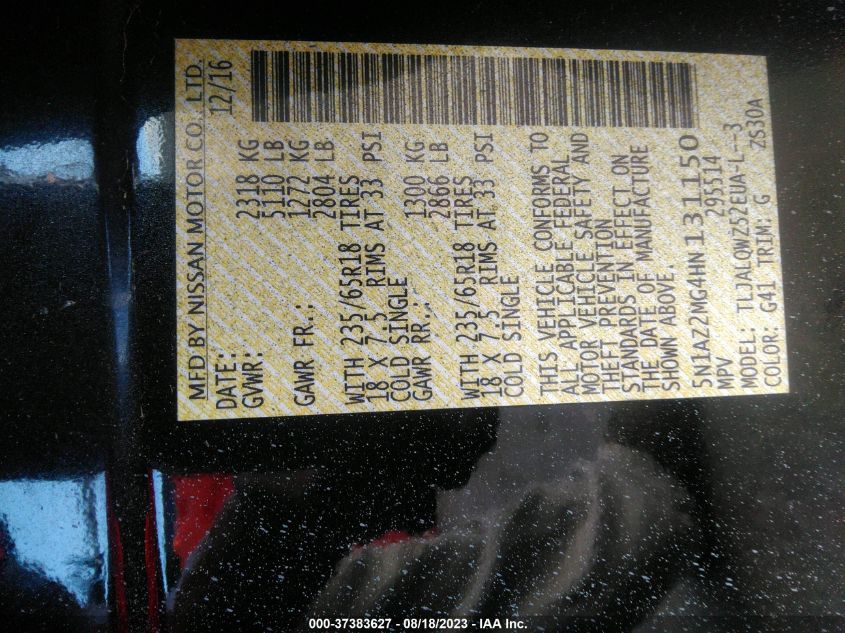 MFD BY NISSAN MOTOR CO., LTD.
DATE: 12/16
GVWR: 2318 KG
5110 LB
GAWR FR.: 1272 KG
2804 LB
WITH 235/65R18 TIRES
18 X 7.5 RIMS AT 33 PSI
COLD SINGLE
GAWR RR.: 1300 KG
2866 LB
WITH 235/65R18 TIRES
18 X 7.5 RIMS AT 33 PSI
COLD SINGLE
THIS VEHICLE CONFORMS TO
ALL APPLICABLE FEDERAL
MOTOR VEHICLE SAFETY AND
THEFT PREVENTION
STANDARDS IN EFFECT ON
THE DATE OF MANUFACTURE
SHOWN ABOVE.
5N1AZ2MG4HN131150
MPV 295514
MODEL: TLJALQWZ52EUA-L--3
COLOR: G41 TRIM: G ZS30A
000-37383627 - 08/18/2023 - IAA Inc.